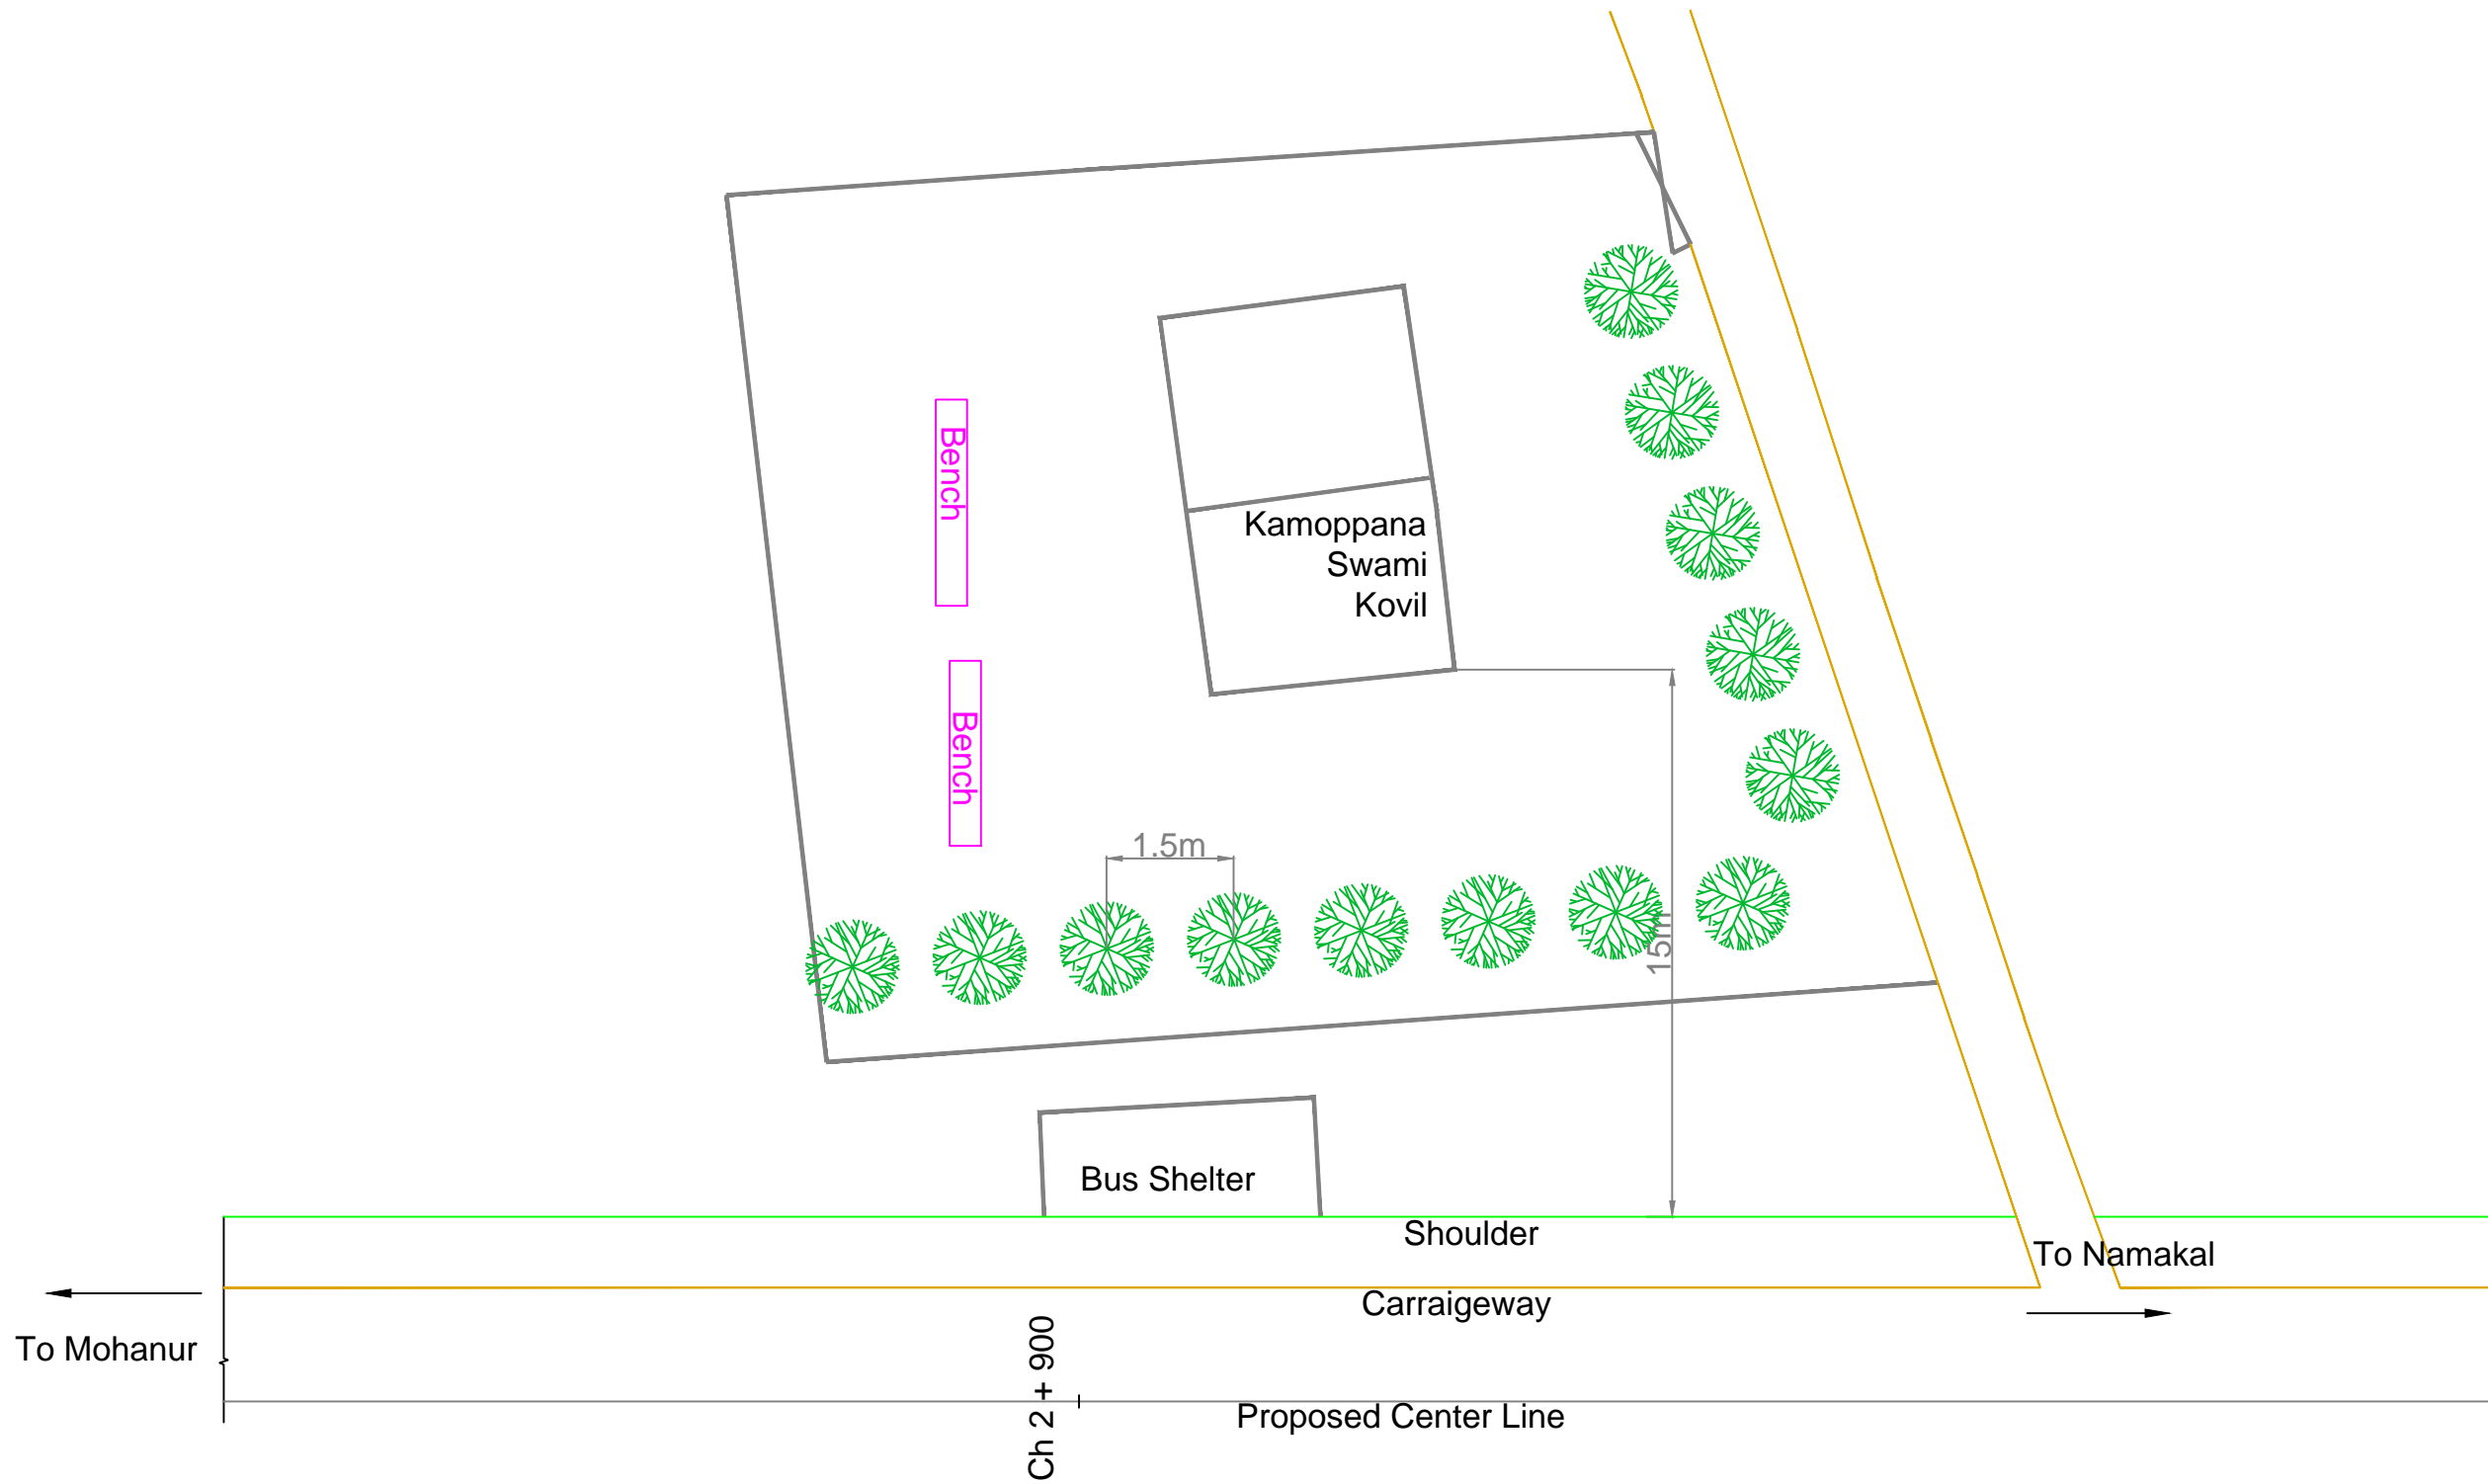 Bench
Kamoppana
Swami
Kovil
Bench
1.5m
15m
Bus Shelter
Shoulder
To Namakal
Carraigeway
To Mohanur
Ch 2 + 900
Proposed Center Line